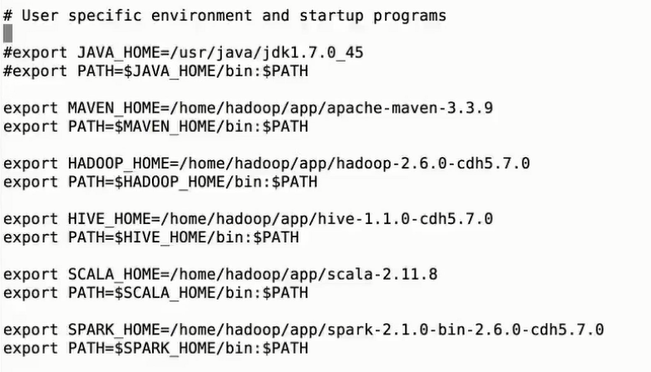 # User specific environment and startup programs
#export JAVA_HOME=/usr/java/jdk1.7.0_45
#export PATH=$JAVA_HOME/bin:$PATH
export MAVEN_HOME=/home/hadoop/app/apache-maven-3.3.9
export PATH=$MAVEN_HOME/bin:$PATH
export HADOOP_HOME=/home/hadoop/app/hadoop-2.6.0-cdh5.7.0
export PATH=$HADOOP_HOME/bin:$PATH
export HIVE_HOME=/home/hadoop/app/hive-1.1.0-cdh5.7.0
export PATH=$HIVE_HOME/bin:$PATH
export SCALA_HOME=/home/hadoop/app/scala-2.11.8
export PATH=$SCALA_HOME/bin:$PATH
export SPARK_HOME=/home/hadoop/app/spark-2.1.0-bin-2.6.0-cdh5.7.0
export PATH=$SPARK_HOME/bin:$PATH